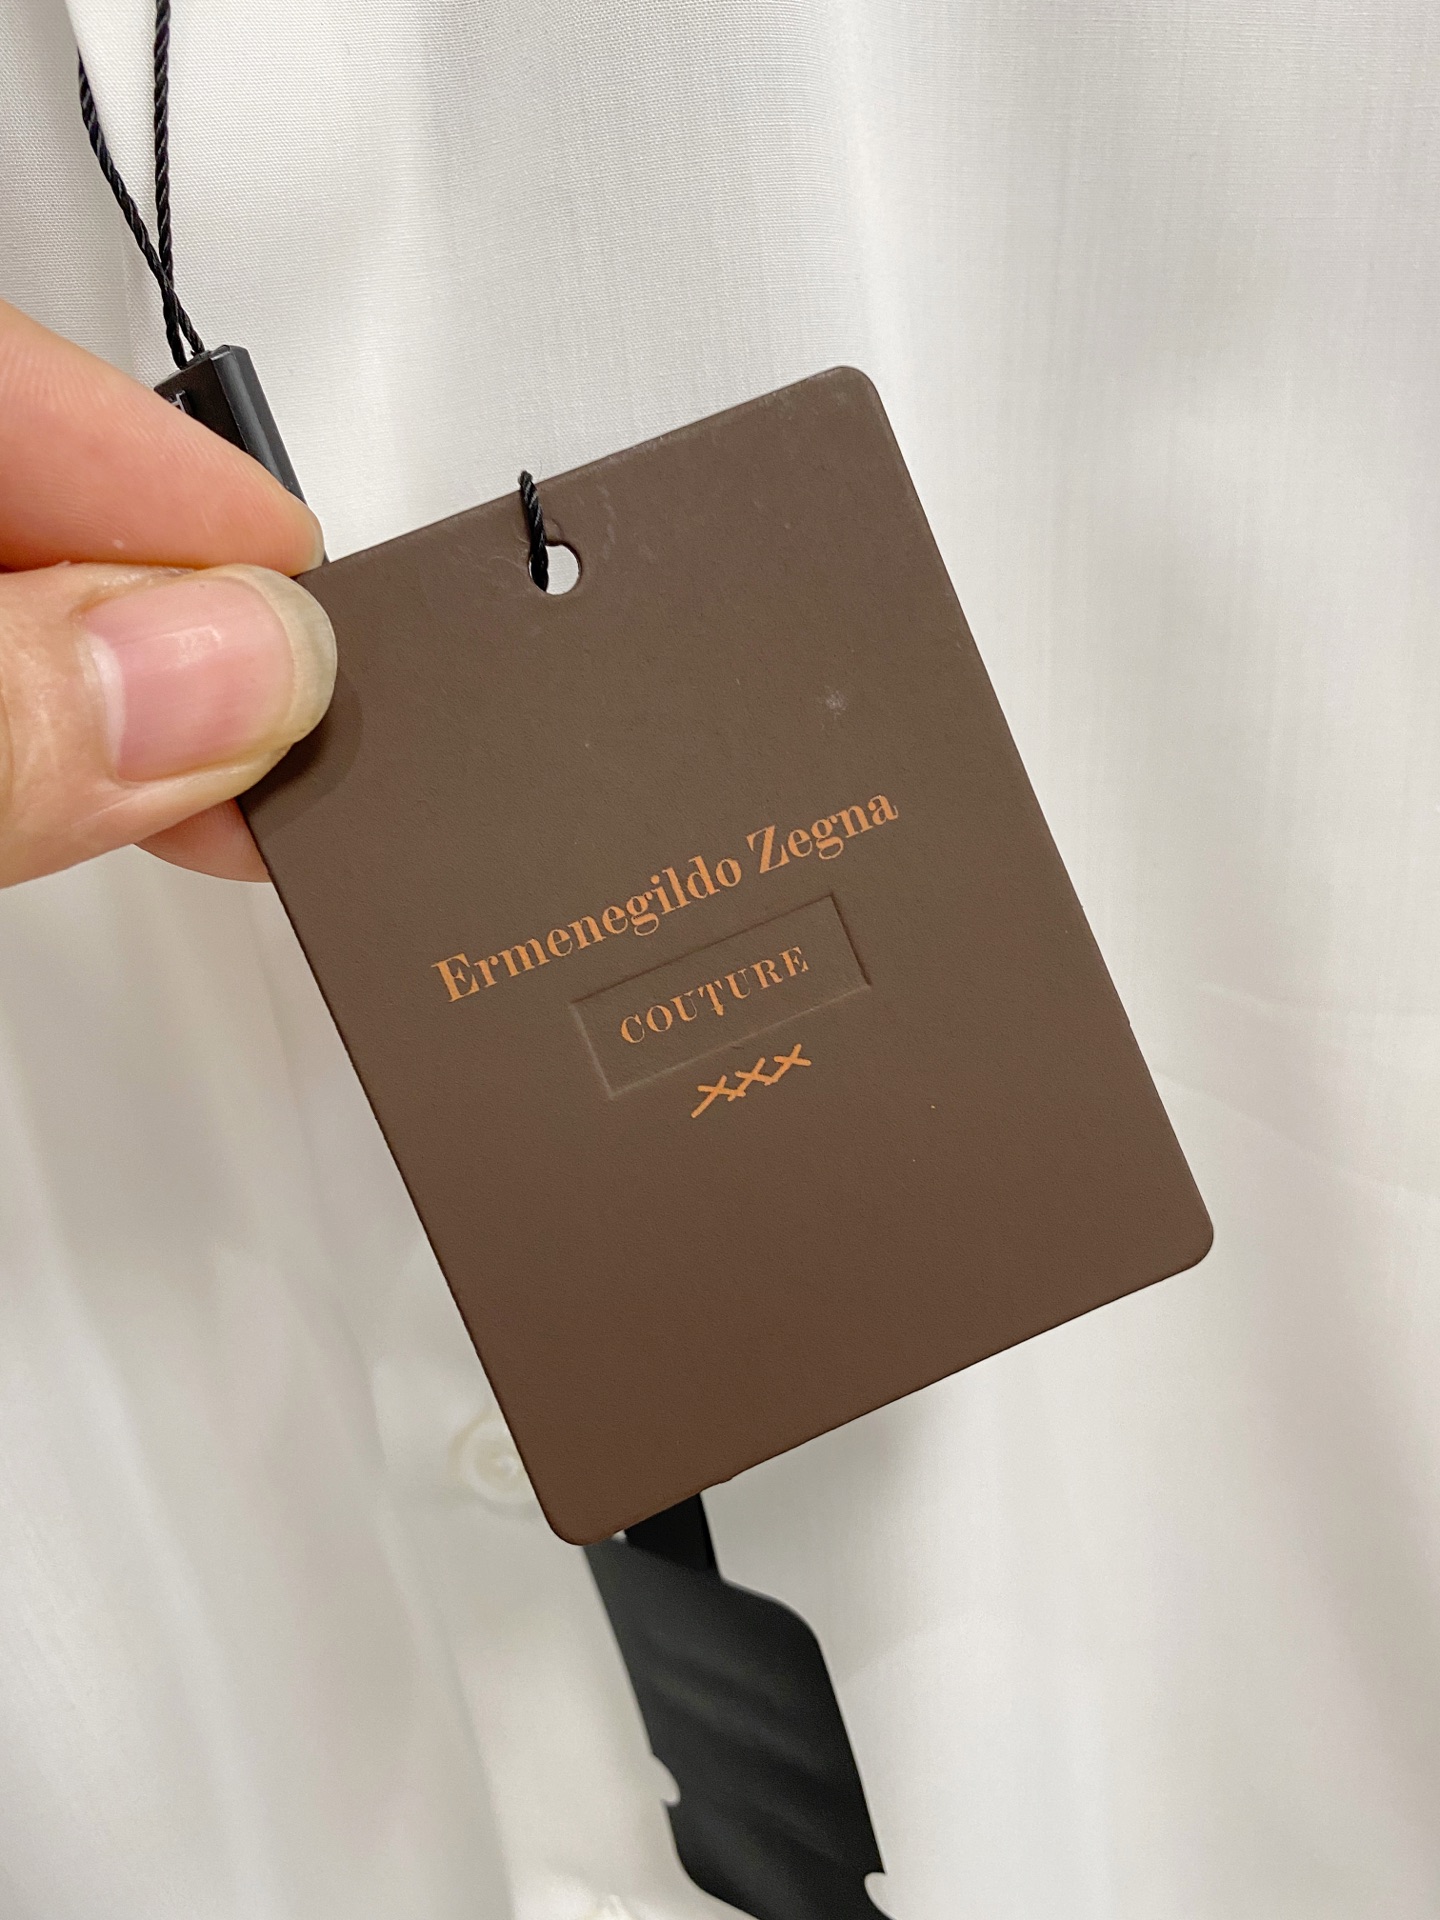 Ermenegildo Zegna
COUTURE
XXX